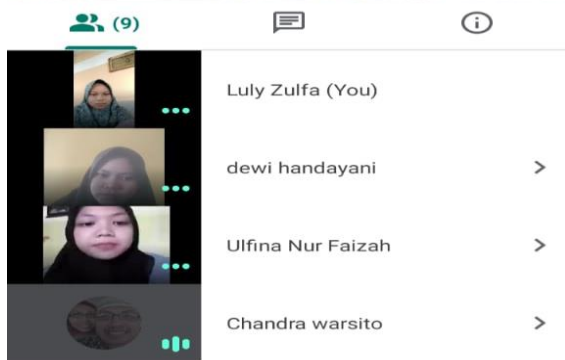 (9)
Luly Zulfa (You)
dewi handayani
Ulfina Nur Faizah
Chandra warsito